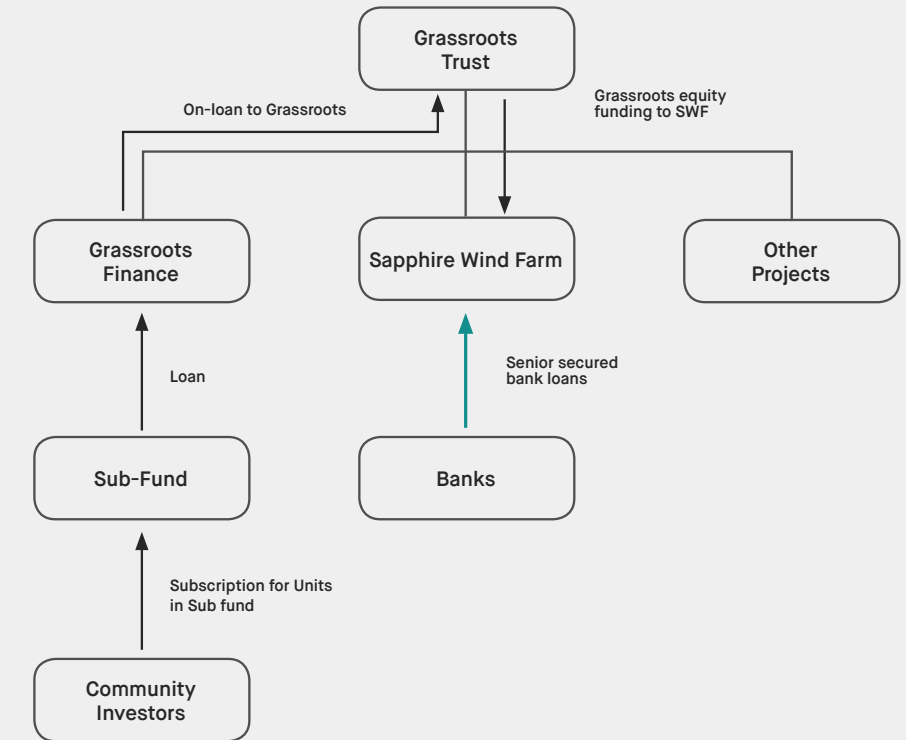 Grassroots
Trust
On-loan to Grassroots
Grassroots equity
funding to SWF
Grassroots
Finance
Sapphire Wind Farm
Other
Projects
Loan
Senior secured
bank loans
Sub-Fund
Banks
Subscription for Units
in Sub fund
Community
Investors